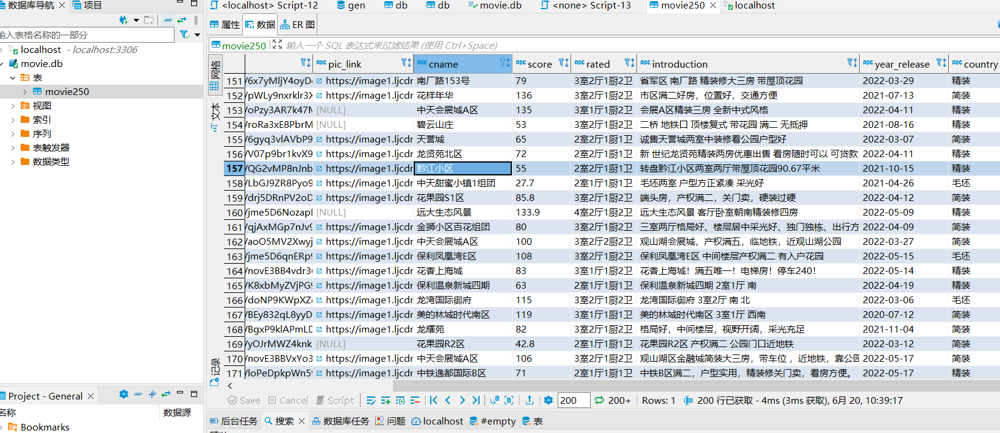 数据库导航 项目
<localhost> Script-12 gen db db movie.db <none> Script-13 movie250 localhost
属性 数据 ER 图
输入表格名称的一部分
movie250 输入一个 SQL 表达式来过滤结果 (使用 Ctrl+Space)
localhost - localhost:3306
movie.db
表
movie250
视图
索引
序列
表触发器
数据类型
网格
文本
记录
pic_link cname score rated introduction year_release country
151 /6x7yMljY4oyD https://image1.ljcdr 南厂路153号 79 3室2厅1厨2卫 省军区 南厂路 精装修大三房 带屋顶花园 2022-03-29 精装
152 /pWLy9nxrklr3X https://image1.ljcdr 花样年华 136 3室2厅1厨2卫 市区满二好房，位置好，交通方便 2021-07-13 简装
153 /oPzy3AR7k47M [NULL] 中天会展城A区 135 3室2厅1厨2卫 会展A区精装三房 全新中式风格 2022-04-11 精装
154 /roRa3xE8PbrM [NULL] 碧云山庄 53 3室2厅1厨2卫 二桥 地铁口 顶楼复式 带花园 满二 无抵押 2021-08-16 精装
155 /6gyq3vlAVbP9 https://image1.ljcdr 天誉城 65 2室2厅1厨1卫 诚售天誉城两室中装修看公园户型好 2022-03-07 简装
156 /V07p9br1kvX9 https://image1.ljcdr 龙贤苑北区 72 2室2厅1厨1卫 新 世纪龙贤苑精装两房优惠出售 看房随时可以 可贷款 2022-04-11 精装
157 /QG2vMP8nJnb https://image1.ljcdr 黔江小区 55 2室2厅1厨1卫 转盘黔江小区两室两厅带屋顶花园90.67平米 2021-10-15 精装
158 /LbGJ9ZR8Pyo9 https://image1.ljcdr 中天甜蜜小镇1组团 27.7 2室1厅1厨1卫 毛坯两室 户型方正紧凑 采光好 2021-04-26 毛坯
159 /drj5DRnPV2oD https://image1.ljcdr 花果园S1区 85.8 3室2厅1厨2卫 端头房，产权满二，关门卖，硬装过硬 2022-04-12 简装
160 /jme5D6Nozapl [NULL] 远大生态风景 133.9 4室2厅1厨2卫 远大生态风景 客厅卧室朝南精装修四房 2022-05-09 精装
161 /qjAxMGp7nJv9 https://image1.ljcdr 金狮小区百花组团 80 3室2厅1厨2卫 三室两厅格局好、楼层居中采光好、独门独栋、出行方 2022-04-09 简装
162 /aoO5MV2Xwyj https://image1.ljcdr 中天会展城A区 100 3室2厅2厨2卫 观山湖会展城，产权满五，临地铁，近观山湖公园 2022-03-27 简装
163 /jme5D6qnERp9 https://image1.ljcdr 保利凤凰湾E区 108 3室2厅1厨2卫 保利凤凰湾E区 中间楼层产权满二 有入户花园 2022-05-15 毛坯
164 /novE3BB4vdr36 https://image1.ljcdr 花香上海城 83 3室1厅1厨1卫 花香上海城！满五唯一！电梯房！停车240！ 2022-05-14 精装
165 /K8xbMyZVjPG9 https://image1.ljcdr 保利温泉新城四期 63 2室1厅1厨1卫 保利温泉新城四期 2室1厅 南 2022-04-19 精装
166 /doNP9KWpXZ https://image1.ljcdr 龙湾国际御府 115 3室2厅1厨2卫 龙湾国际御府 3室2厅 南 北 2022-03-06 毛坯
167 /BEy832qL8yyD https://image1.ljcdr 美的林城时代南区 119 3室1厅1厨1卫 美的林城时代南区 3室1厅 西南 2020-07-12 简装
168 /BgxP9klAPmLD https://image1.ljcdr 龙耀苑 82 3室2厅1厨2卫 格局好，中间楼层，视野开阔，采光充足 2021-11-04 简装
169 /yOJrMWZ4knk [NULL] 花果园R2区 42.8 2室1厅1厨1卫 花果园R2区 产权满二 公园门口近地铁 2022-03-12 简装
170 /novE3BBVxYo3 https://image1.ljcdr 中天会展城A区 106 3室2厅1厨2卫 观山湖区金融城简装大三房，带车位 ，近地铁，靠公园 2022-05-17 简装
171 /loPeDpkpWn59 https://image1.ljcdr 中铁逸都国际B区 71 2室1厅1厨1卫 中铁B区满二，户型实用，精装修关门卖，看房方便。 2022-05-17 精装
Save Cancel Script 200 200+ Rows: 1 200 行已获取 - 4ms (3ms 获取), 6月 20, 10:39:17
Project - General
名称 数据源
Bookmarks
后台任务 搜索 数据库任务 问题 localhost #empty 表